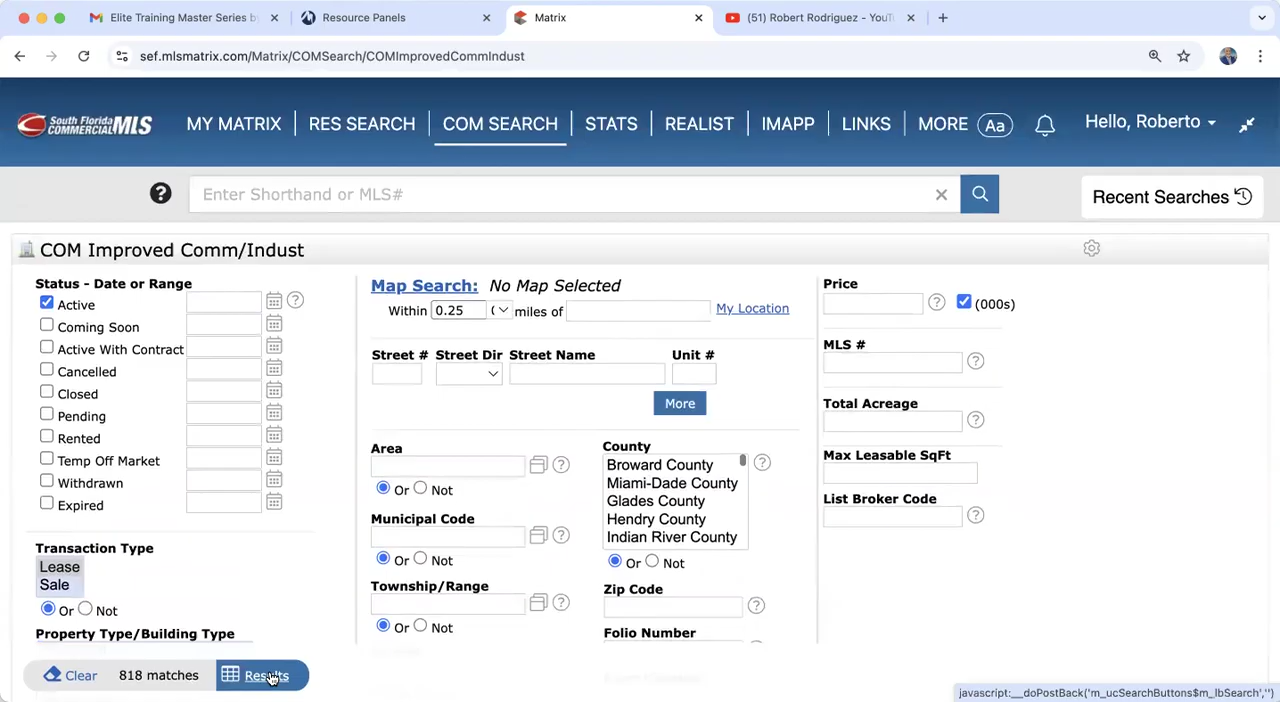 Elite Training Master Series by
Resource Panels
Matrix
(51) Robert Rodriguez - YouTu
sef.mlsmatrix.com/Matrix/COMSearch/COMImprovedCommIndust
South Florida
COMMERCIALMLS
MY MATRIX
RES SEARCH
COM SEARCH
STATS
REALIST
IMAPP
LINKS
MORE
Aa
Hello, Roberto
Enter Shorthand or MLS#
Recent Searches
COM Improved Comm/Indust
Status - Date or Range
Active
Coming Soon
Active With Contract
Cancelled
Closed
Pending
Rented
Temp Off Market
Withdrawn
Expired
Transaction Type
Lease
Sale
Or Not
Property Type/Building Type
Map Search: No Map Selected
Within 0.25 ( miles of My Location
Street # Street Dir Street Name Unit #
More
Area
Or Not
Municipal Code
Or Not
Township/Range
Or Not
County
Broward County
Miami-Dade County
Glades County
Hendry County
Indian River County
Or Not
Zip Code
Folio Number
Price
(000s)
MLS #
Total Acreage
Max Leasable SqFt
List Broker Code
Clear 818 matches Results
javascript:__doPostBack('m_ucSearchButtons$m_lbSearch','')